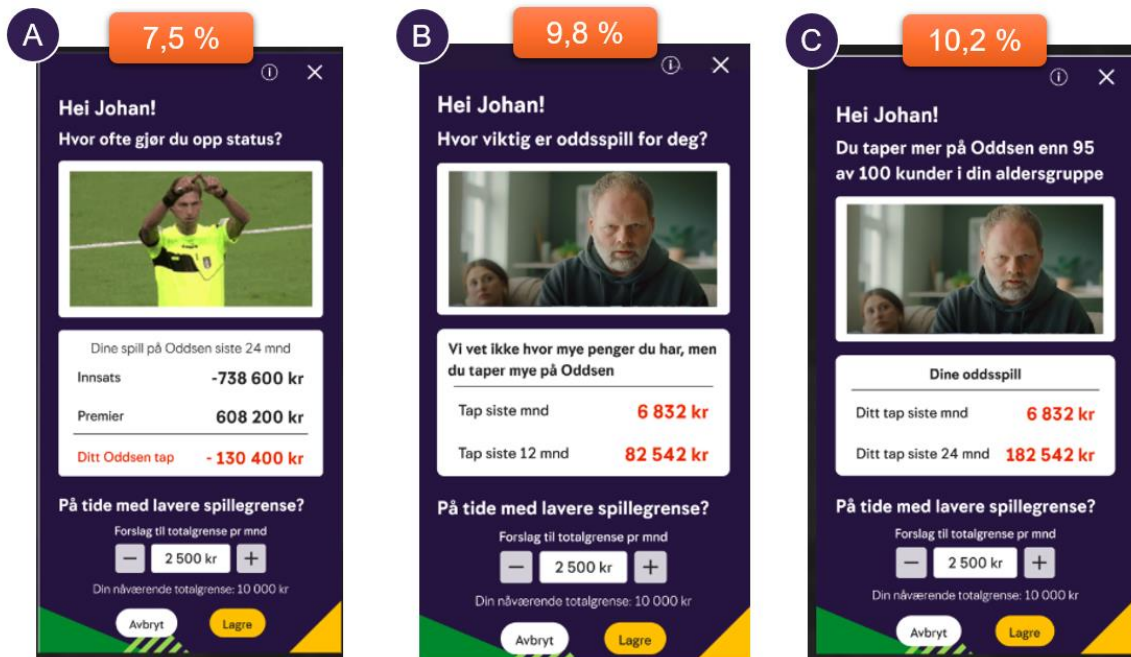 A
7,5 %
Hei Johan!
Hvor ofte gjør du opp status?
Dine spill på Oddsen siste 24 mnd
Innsats -738 600 kr
Premier 608 200 kr
Ditt Oddsen tap - 130 400 kr
På tide med lavere spillegrense?
Forslag til totalgrense pr mnd
− 2 500 kr +
Din nåværende totalgrense: 10 000 kr
Avbryt Lagre
B
9,8 %
Hei Johan!
Hvor viktig er oddsspill for deg?
Vi vet ikke hvor mye penger du har, men
du taper mye på Oddsen
Tap siste mnd 6 832 kr
Tap siste 12 mnd 82 542 kr
På tide med lavere spillegrense?
Forslag til totalgrense pr mnd
− 2 500 kr +
Din nåværende totalgrense: 10 000 kr
Avbryt Lagre
C
10,2 %
Hei Johan!
Du taper mer på Oddsen enn 95
av 100 kunder i din aldersgruppe
Dine oddsspill
Ditt tap siste mnd 6 832 kr
Ditt tap siste 24 mnd 182 542 kr
På tide med lavere spillegrense?
Forslag til totalgrense pr mnd
− 2 500 kr +
Din nåværende totalgrense: 10 000 kr
Avbryt Lagre